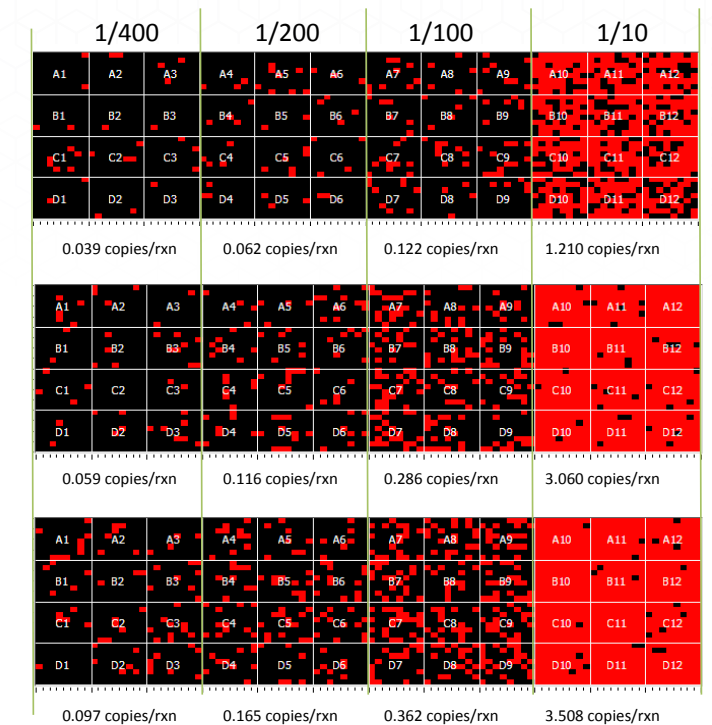 1/400 1/200 1/100 1/10
A1 A2 A3 A4 A5 A6 A7 A8 A9 A10 A11 A12
B1 B2 B3 B4 B5 B6 B7 B8 B9 B10 B11 B12
C1 C2 C3 C4 C5 C6 C7 C8 C9 C10 C11 C12
D1 D2 D3 D4 D5 D6 D7 D8 D9 D10 D11 D12
0.039 copies/rxn 0.062 copies/rxn 0.122 copies/rxn 1.210 copies/rxn
A1 A2 A3 A4 A5 A6 A7 A8 A9 A10 A11 A12
B1 B2 B3 B4 B5 B6 B7 B8 B9 B10 B11 B12
C1 C2 C3 C4 C5 C6 C7 C8 C9 C10 C11 C12
D1 D2 D3 D4 D5 D6 D7 D8 D9 D10 D11 D12
0.059 copies/rxn 0.116 copies/rxn 0.286 copies/rxn 3.060 copies/rxn
A1 A2 A3 A4 A5 A6 A7 A8 A9 A10 A11 A12
B1 B2 B3 B4 B5 B6 B7 B8 B9 B10 B11 B12
C1 C2 C3 C4 C5 C6 C7 C8 C9 C10 C11 C12
D1 D2 D3 D4 D5 D6 D7 D8 D9 D10 D11 D12
0.097 copies/rxn 0.165 copies/rxn 0.362 copies/rxn 3.508 copies/rxn